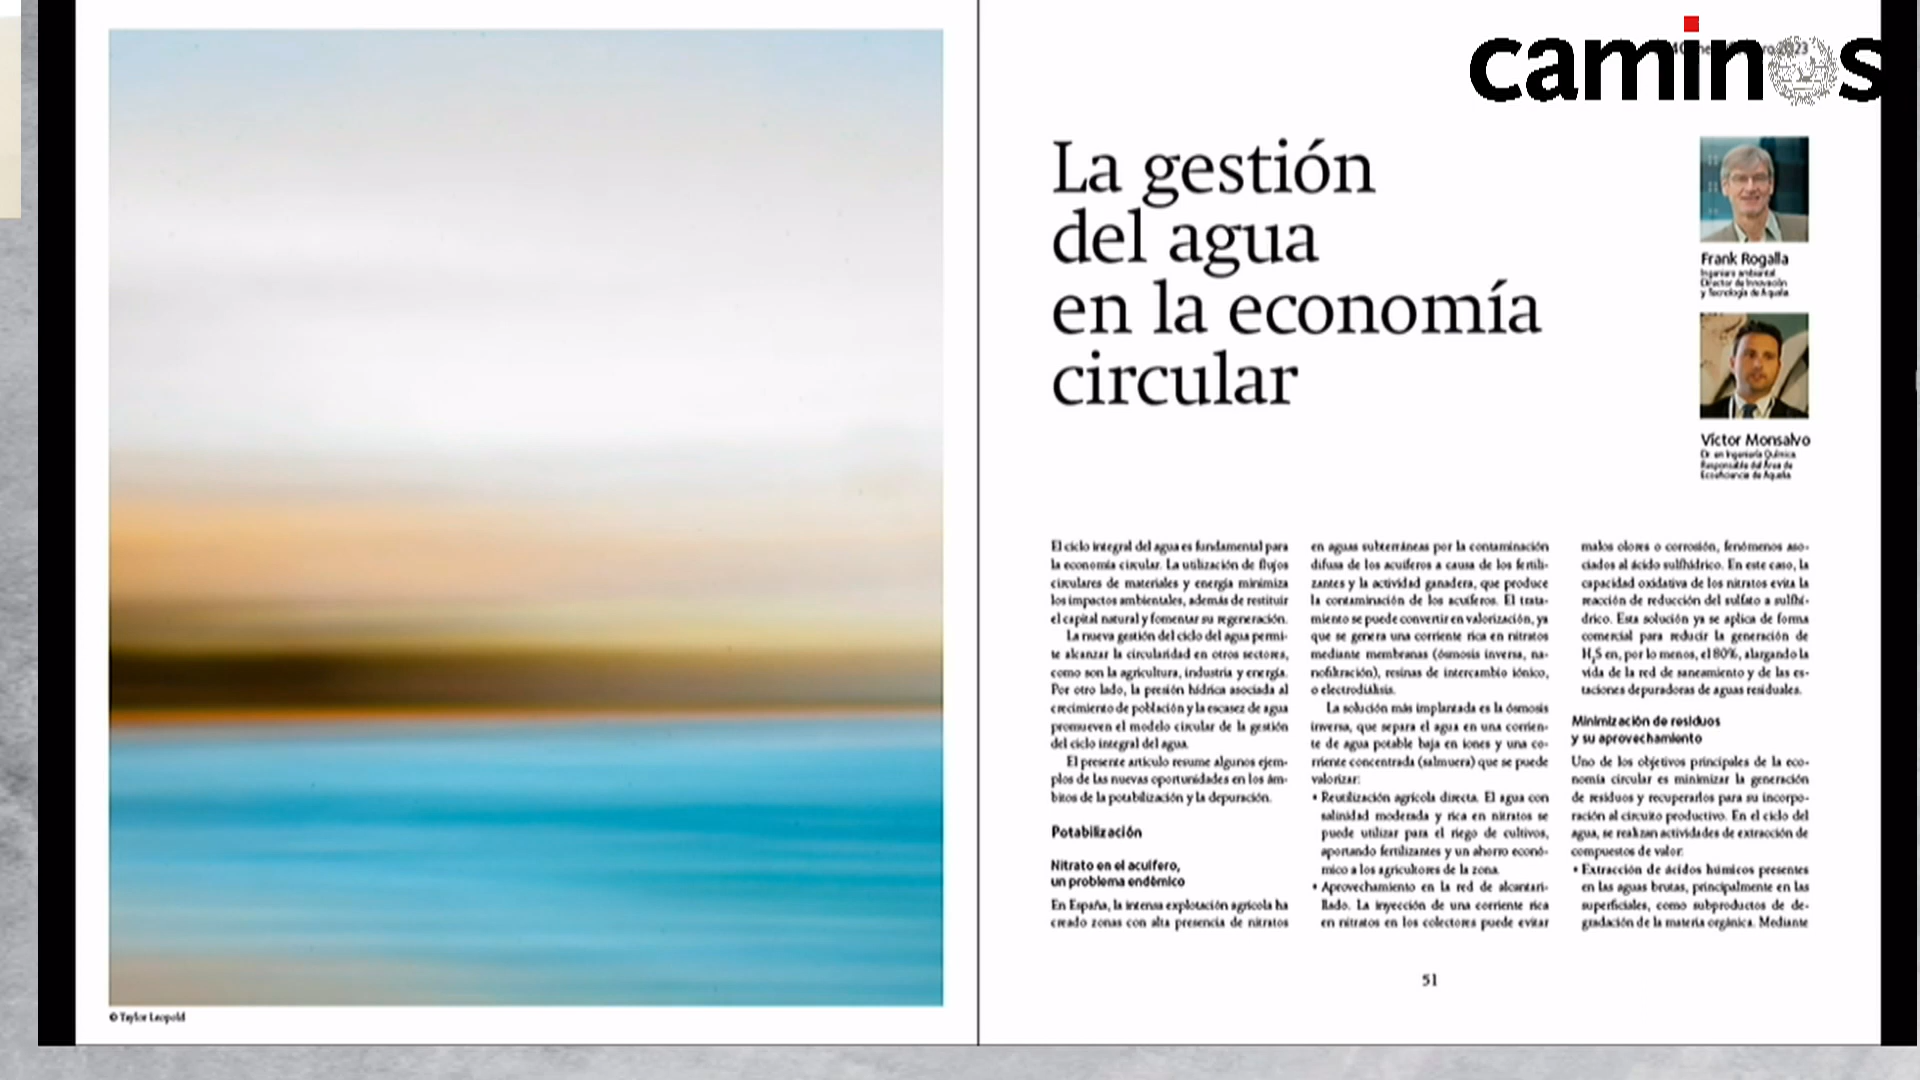 caminos
La gestión
del agua
en la economía
circular
Frank Rogalla
Ingeniero ambiental
Director de Innovación
y Tecnología de Aqualia
Víctor Monsalvo
Dr. en Ingeniería Química
Responsable del Área de
Ecoeficiencia de Aqualia
El ciclo integral del agua es fundamental para
la economía circular. La utilización de flujos
circulares de materiales y energía minimiza
los impactos ambientales, además de restituir
el capital natural y fomentar su regeneración.
La nueva gestión del ciclo del agua permi-
te alcanzar la circularidad en otros sectores,
como son la agricultura, industria y energía.
Por otro lado, la presión hídrica asociada al
crecimiento de población y la escasez de agua
promueven el modelo circular de la gestión
del ciclo integral del agua.
El presente artículo resume algunos ejem-
plos de las nuevas oportunidades en los ám-
bitos de la potabilización y la depuración.
Potabilización
Nitrato en el acuífero,
un problema endémico
En España, la intensa explotación agrícola ha
creado zonas con alta presencia de nitratos
en aguas subterráneas por la contaminación
difusa de los acuíferos a causa de los fertili-
zantes y la actividad ganadera, que produce
la contaminación de los acuíferos. El trata-
miento se puede convertir en valorización, ya
que se genera una corriente rica en nitratos
mediante membranas (ósmosis inversa, na-
nofiltración), resinas de intercambio iónico,
o electrodiálisis.
La solución más implantada es la ósmosis
inversa, que separa el agua en una corrien-
te de agua potable baja en iones y una co-
rriente concentrada (salmuera) que se puede
valorizar:
• Reutilización agrícola directa. El agua con
salinidad moderada y rica en nitratos se
puede utilizar para el riego de cultivos,
aportando fertilizantes y un ahorro econó-
mico a los agricultores de la zona.
• Aprovechamiento en la red de alcantari-
llado. La inyección de una corriente rica
en nitratos en los colectores puede evitar
malos olores o corrosión, fenómenos aso-
ciados al ácido sulfhídrico. En este caso, la
capacidad oxidativa de los nitratos evita la
reacción de reducción del sulfato a sulfhí-
drico. Esta solución ya se aplica de forma
comercial para reducir la generación de
H₂S en, por lo menos, el 80%, alargando la
vida de la red de saneamiento y de las es-
taciones depuradoras de aguas residuales.
Minimización de residuos
y su aprovechamiento
Uno de los objetivos principales de la eco-
nomía circular es minimizar la generación
de residuos y recuperarlos para su incorpo-
ración al circuito productivo. En el ciclo del
agua, se realizan actividades de extracción de
compuestos de valor:
• Extracción de ácidos húmicos presentes
en las aguas brutas, principalmente en las
superficiales, como subproductos de de-
gradación de la materia orgánica. Mediante
51
© Taylor Leopold